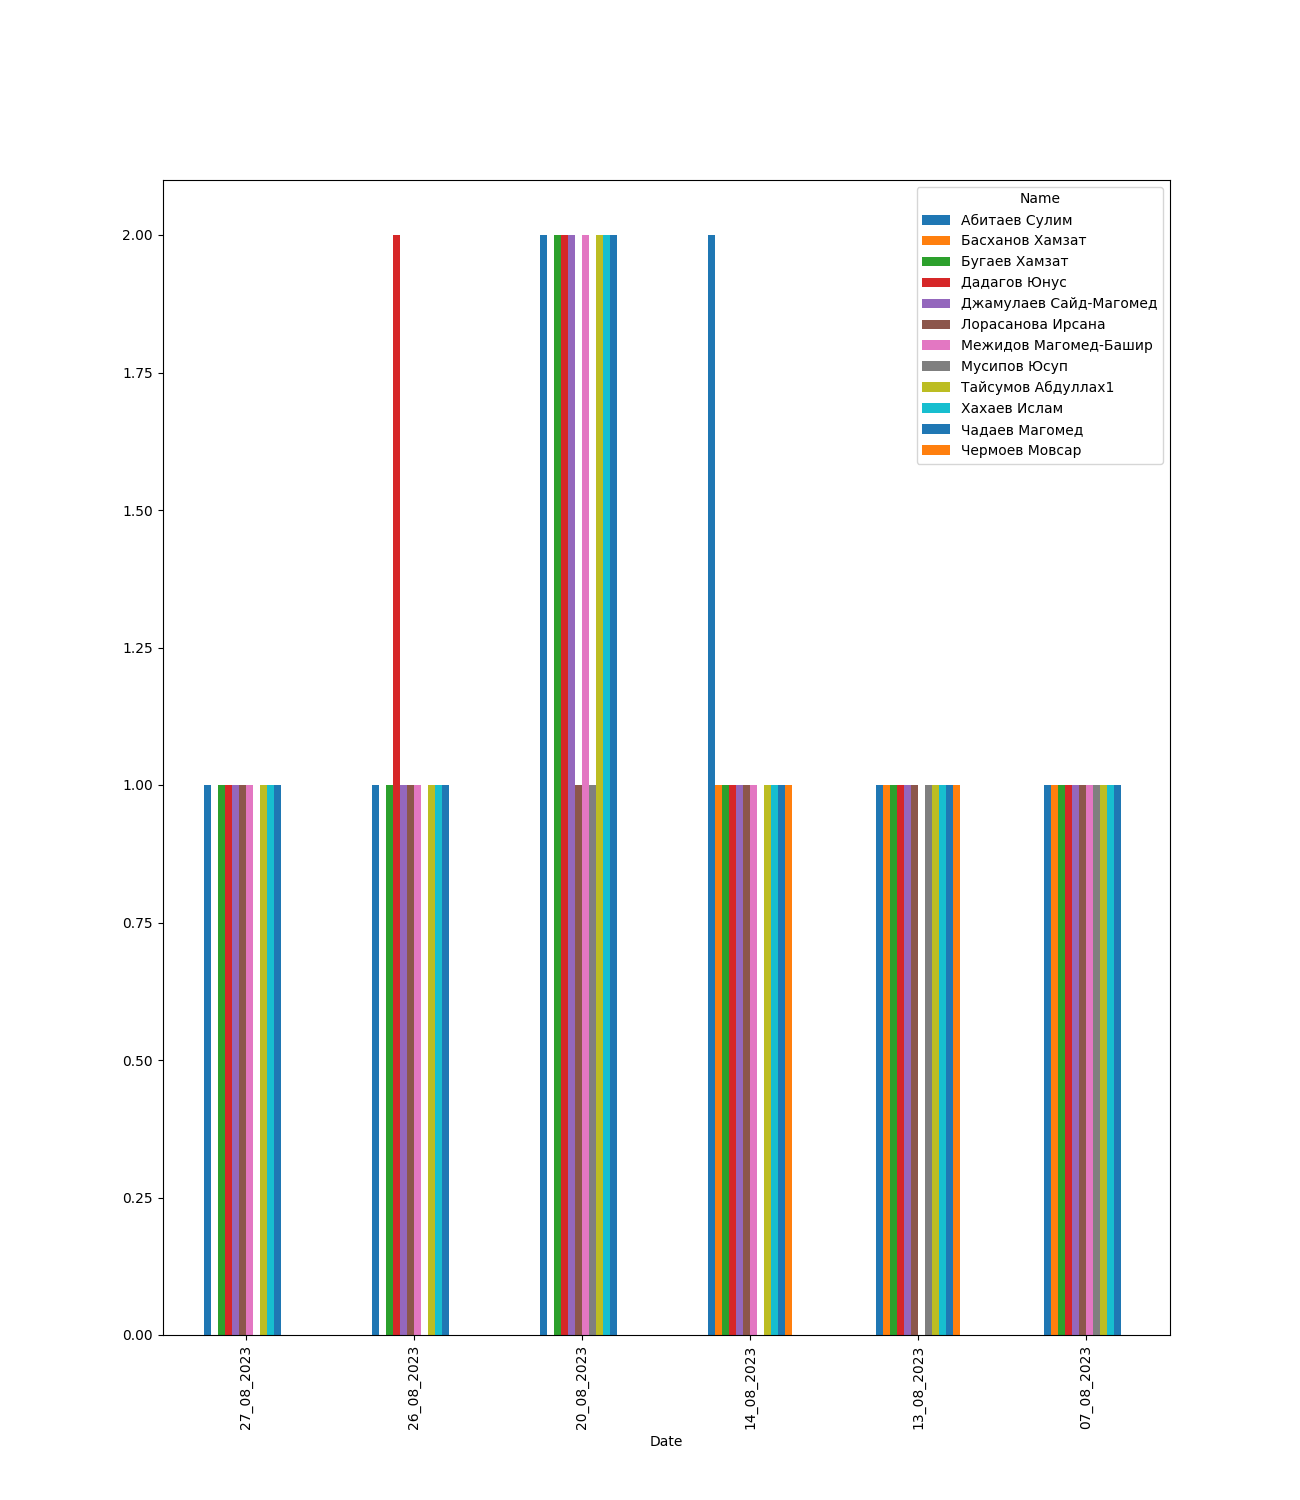 Name
Абитаев Сулим
Басханов Хамзат
Бугаев Хамзат
Дадагов Юнус
Джамулаев Сайд-Магомед
Лорасанова Ирсана
Межидов Магомед-Башир
Мусипов Юсуп
Тайсумов Абдуллах1
Хахаев Ислам
Чадаев Магомед
Чермоев Мовсар
2.00
1.75
1.50
1.25
1.00
0.75
0.50
0.25
0.00
27_08_2023
26_08_2023
20_08_2023
14_08_2023
13_08_2023
07_08_2023
Date